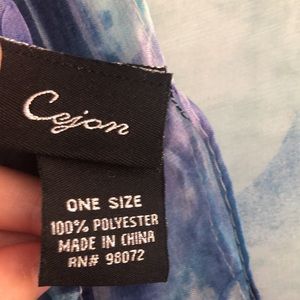 Cejon
ONE SIZE
100% POLYESTER
MADE IN CHINA
RN# 98072